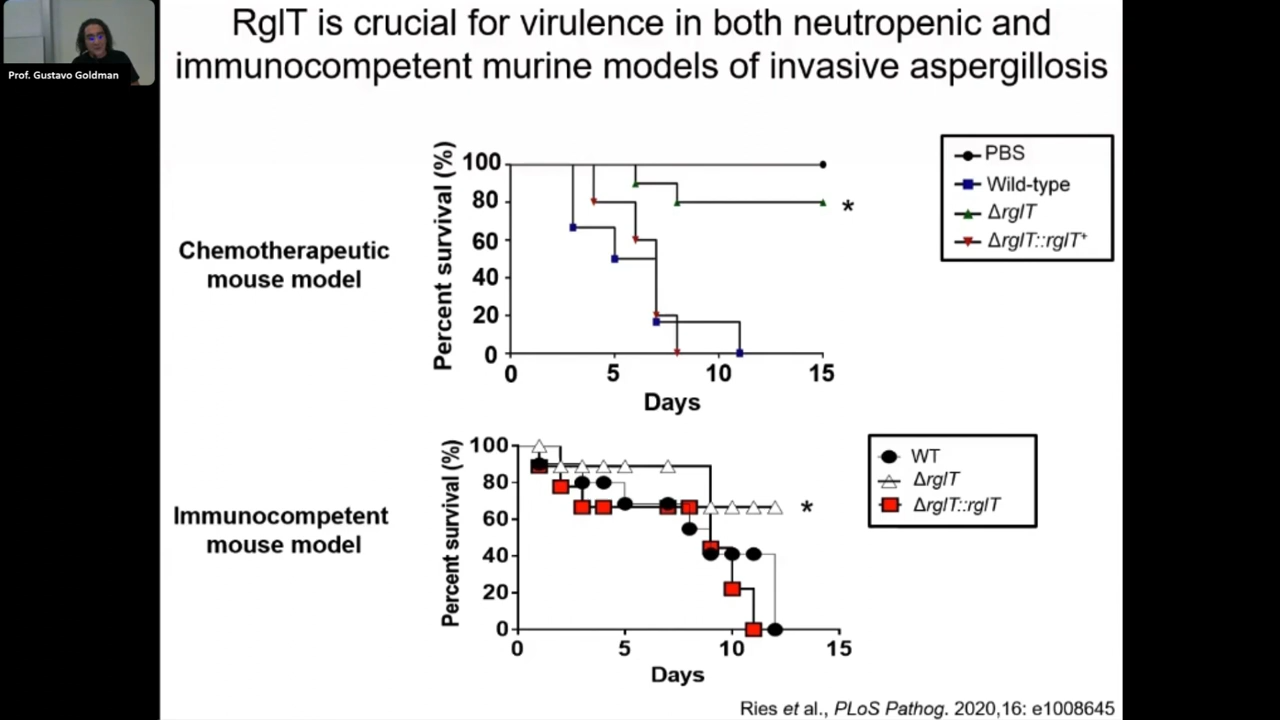 RglT is crucial for virulence in both neutropenic and
immunocompetent murine models of invasive aspergillosis
Prof. Gustavo Goldman
Chemotherapeutic
mouse model
Percent survival (%)
100
80
60
40
20
0
0 5 10 15
Days
*
PBS
Wild-type
ΔrglT
ΔrglT::rglT⁺
Immunocompetent
mouse model
Percent survival (%)
100
80
60
40
20
0
0 5 10 15
Days
*
WT
ΔrglT
ΔrglT::rglT
Ries et al., PLoS Pathog. 2020,16: e1008645